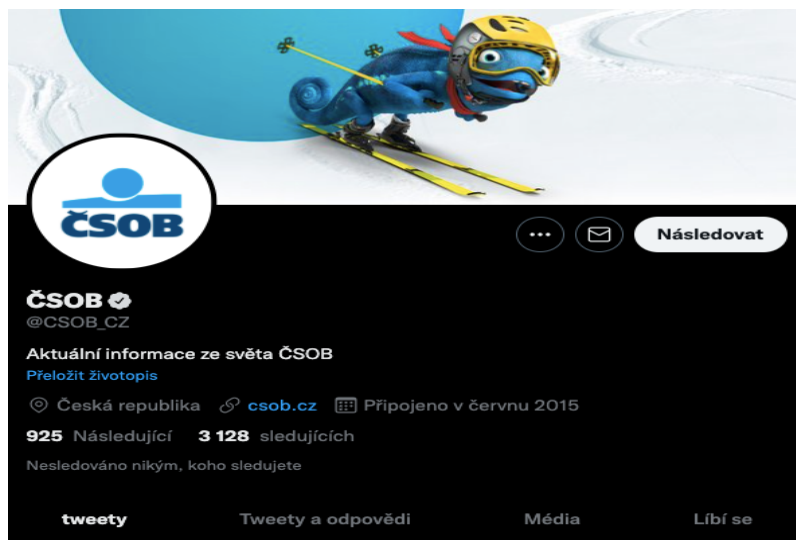 ČSOB
Následovat
ČSOB
@CSOB_CZ
Aktuální informace ze světa ČSOB
Přeložit životopis
Česká republika csob.cz Připojeno v červnu 2015
925 Následující 3 128 sledujících
Nesledováno nikým, koho sledujete
tweety Tweety a odpovědi Média Líbí se